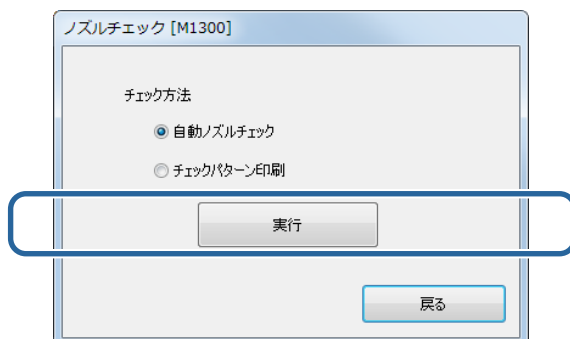 ノズルチェック [M1300]
チェック方法
自動ノズルチェック
チェックパターン印刷
実行
戻る